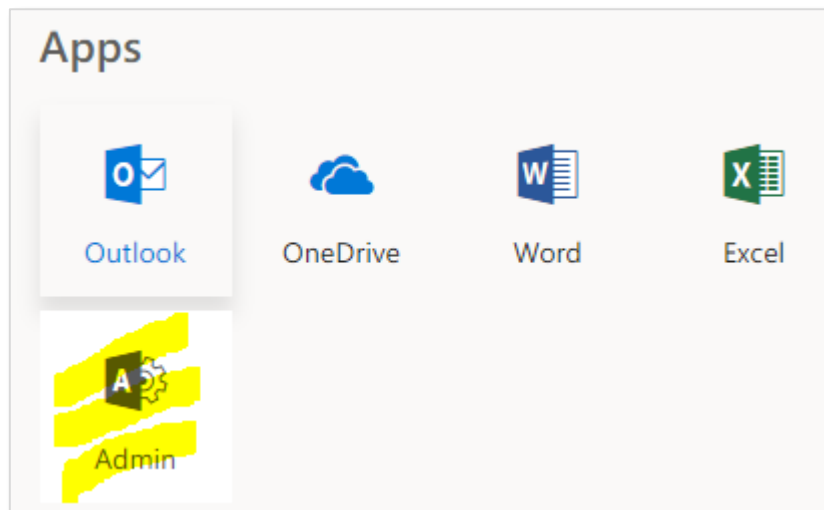 Apps
O
W
X
Outlook
OneDrive
Word
Excel
A
Admin